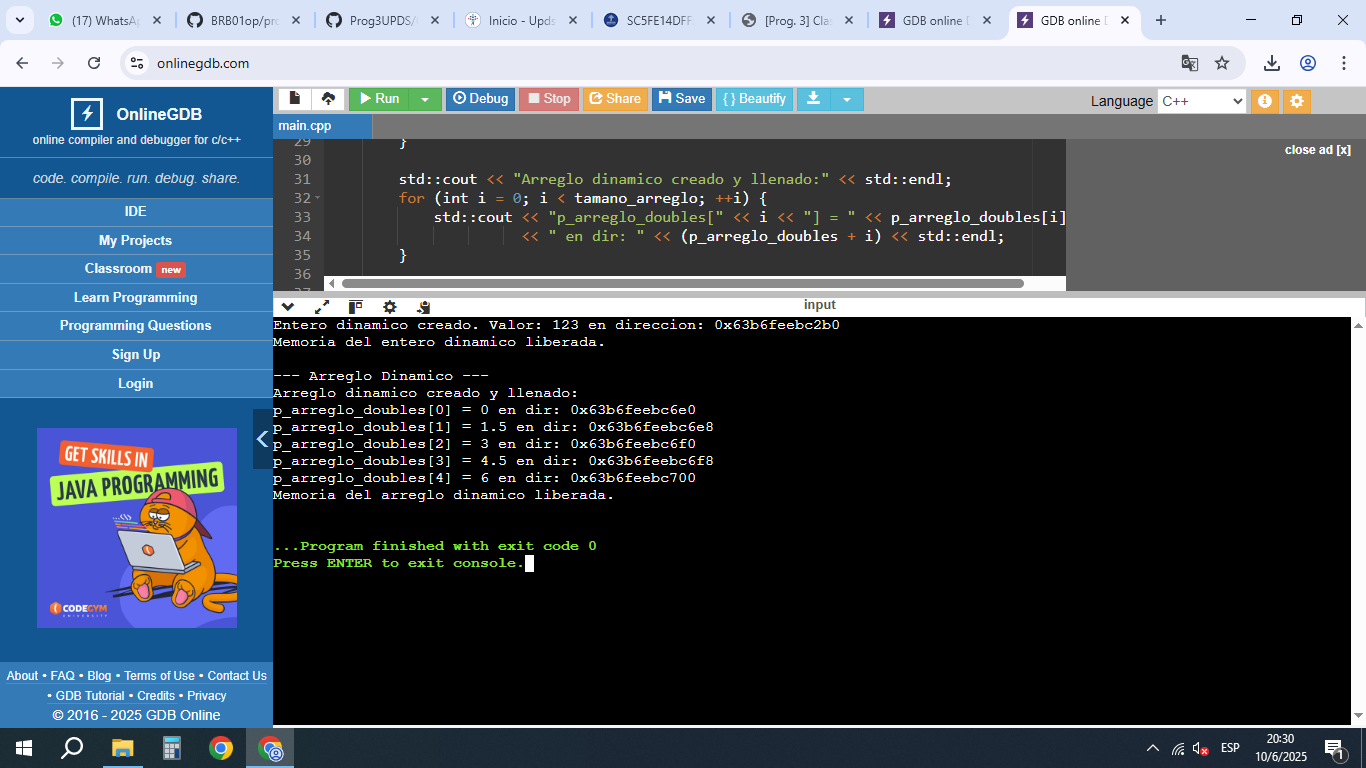 (17) WhatsA
BRB01op/pr
Prog3UPDS/
Inicio - Upds
SC5FE14DFF
[Prog. 3] Cla
GDB online D
GDB online D
onlinegdb.com
OnlineGDB
online compiler and debugger for c/c++
code. compile. run. debug. share.
IDE
My Projects
Classroom new
Learn Programming
Programming Questions
Sign Up
Login
GET SKILLS IN
JAVA PROGRAMMING
CODEGYM
UNIVERSITY
About • FAQ • Blog • Terms of Use • Contact Us
• GDB Tutorial • Credits • Privacy
© 2016 - 2025 GDB Online
Run Debug Stop Share Save { } Beautify
Language C++
main.cpp
close ad [x]
29 }
30
31 std::cout << "Arreglo dinamico creado y llenado:" << std::endl;
32 for (int i = 0; i < tamano_arreglo; ++i) {
33 std::cout << "p_arreglo_doubles[" << i << "] = " << p_arreglo_doubles[i]
34 << " en dir: " << (p_arreglo_doubles + i) << std::endl;
35 }
36
input
Entero dinamico creado. Valor: 123 en direccion: 0x63b6feebc2b0
Memoria del entero dinamico liberada.
--- Arreglo Dinamico ---
Arreglo dinamico creado y llenado:
p_arreglo_doubles[0] = 0 en dir: 0x63b6feebc6e0
p_arreglo_doubles[1] = 1.5 en dir: 0x63b6feebc6e8
p_arreglo_doubles[2] = 3 en dir: 0x63b6feebc6f0
p_arreglo_doubles[3] = 4.5 en dir: 0x63b6feebc6f8
p_arreglo_doubles[4] = 6 en dir: 0x63b6feebc700
Memoria del arreglo dinamico liberada.
...Program finished with exit code 0
Press ENTER to exit console.
ESP
20:30
10/6/2025
1